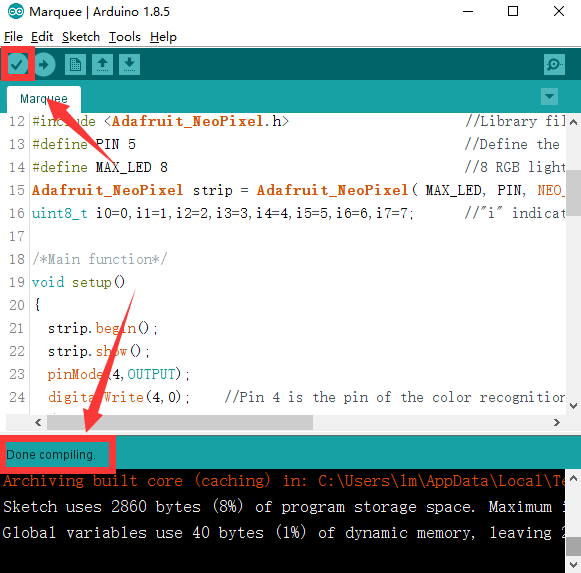 Marquee | Arduino 1.8.5
File Edit Sketch Tools Help
Marquee
12 #include <Adafruit_NeoPixel.h> //Library fil
13 #define PIN 5 //Define the
14 #define MAX_LED 8 //8 RGB light
15 Adafruit_NeoPixel strip = Adafruit_NeoPixel( MAX_LED, PIN, NEO_
16 uint8_t i0=0,i1=1,i2=2,i3=3,i4=4,i5=5,i6=6,i7=7; //"i" indicat
17
18 /*Main function*/
19 void setup()
20 {
21 strip.begin();
22 strip.show();
23 pinMode(4,OUTPUT);
24 digitalWrite(4,0); //Pin 4 is the pin of the color recognition
Done compiling.
Archiving built core (caching) in: C:\Users\lm\AppData\Local\Te
Sketch uses 2860 bytes (8%) of program storage space. Maximum i
Global variables use 40 bytes (1%) of dynamic memory, leaving 2